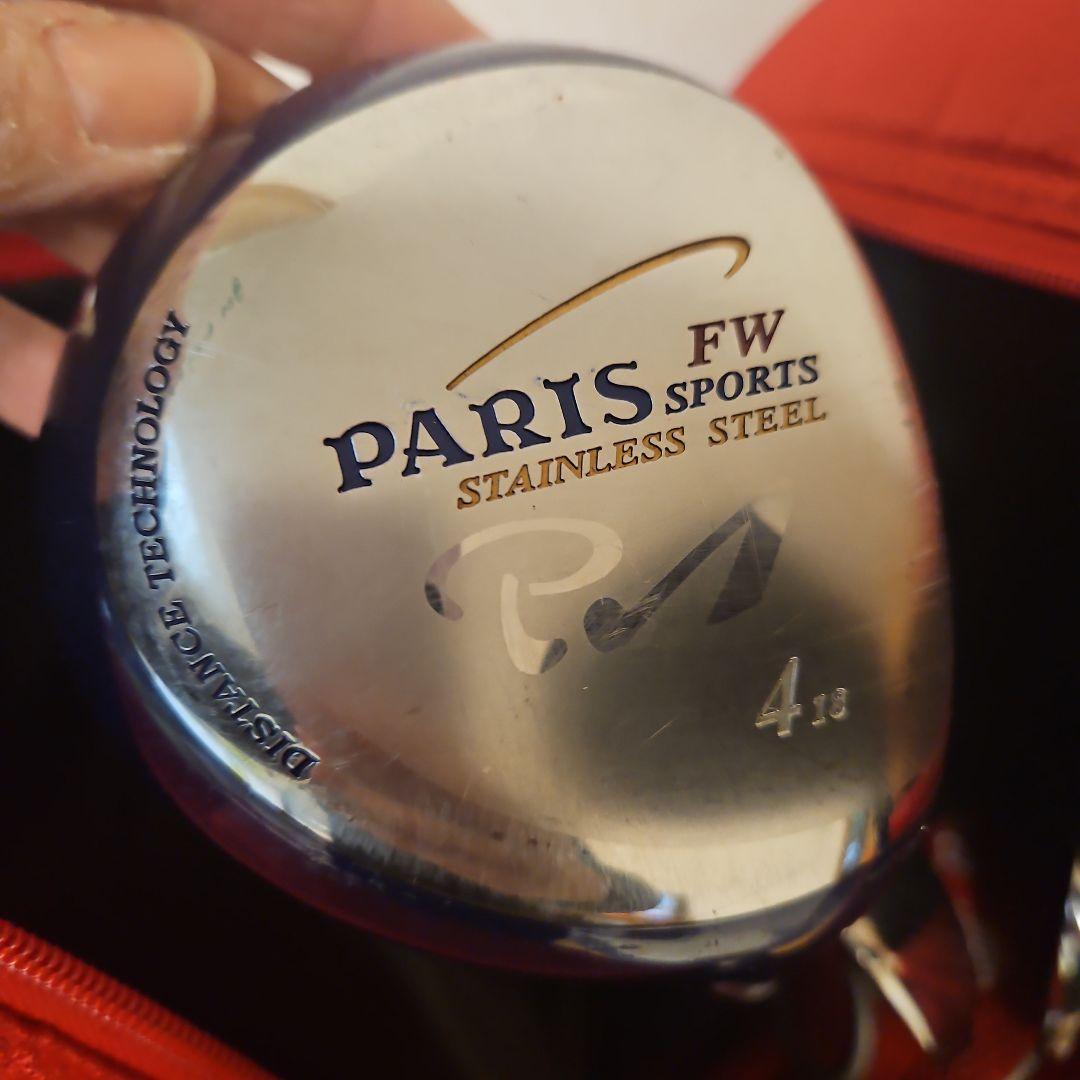 FW
PARIS SPORTS
STAINLESS STEEL
4 18
DISTANCE TECHNOLOGY